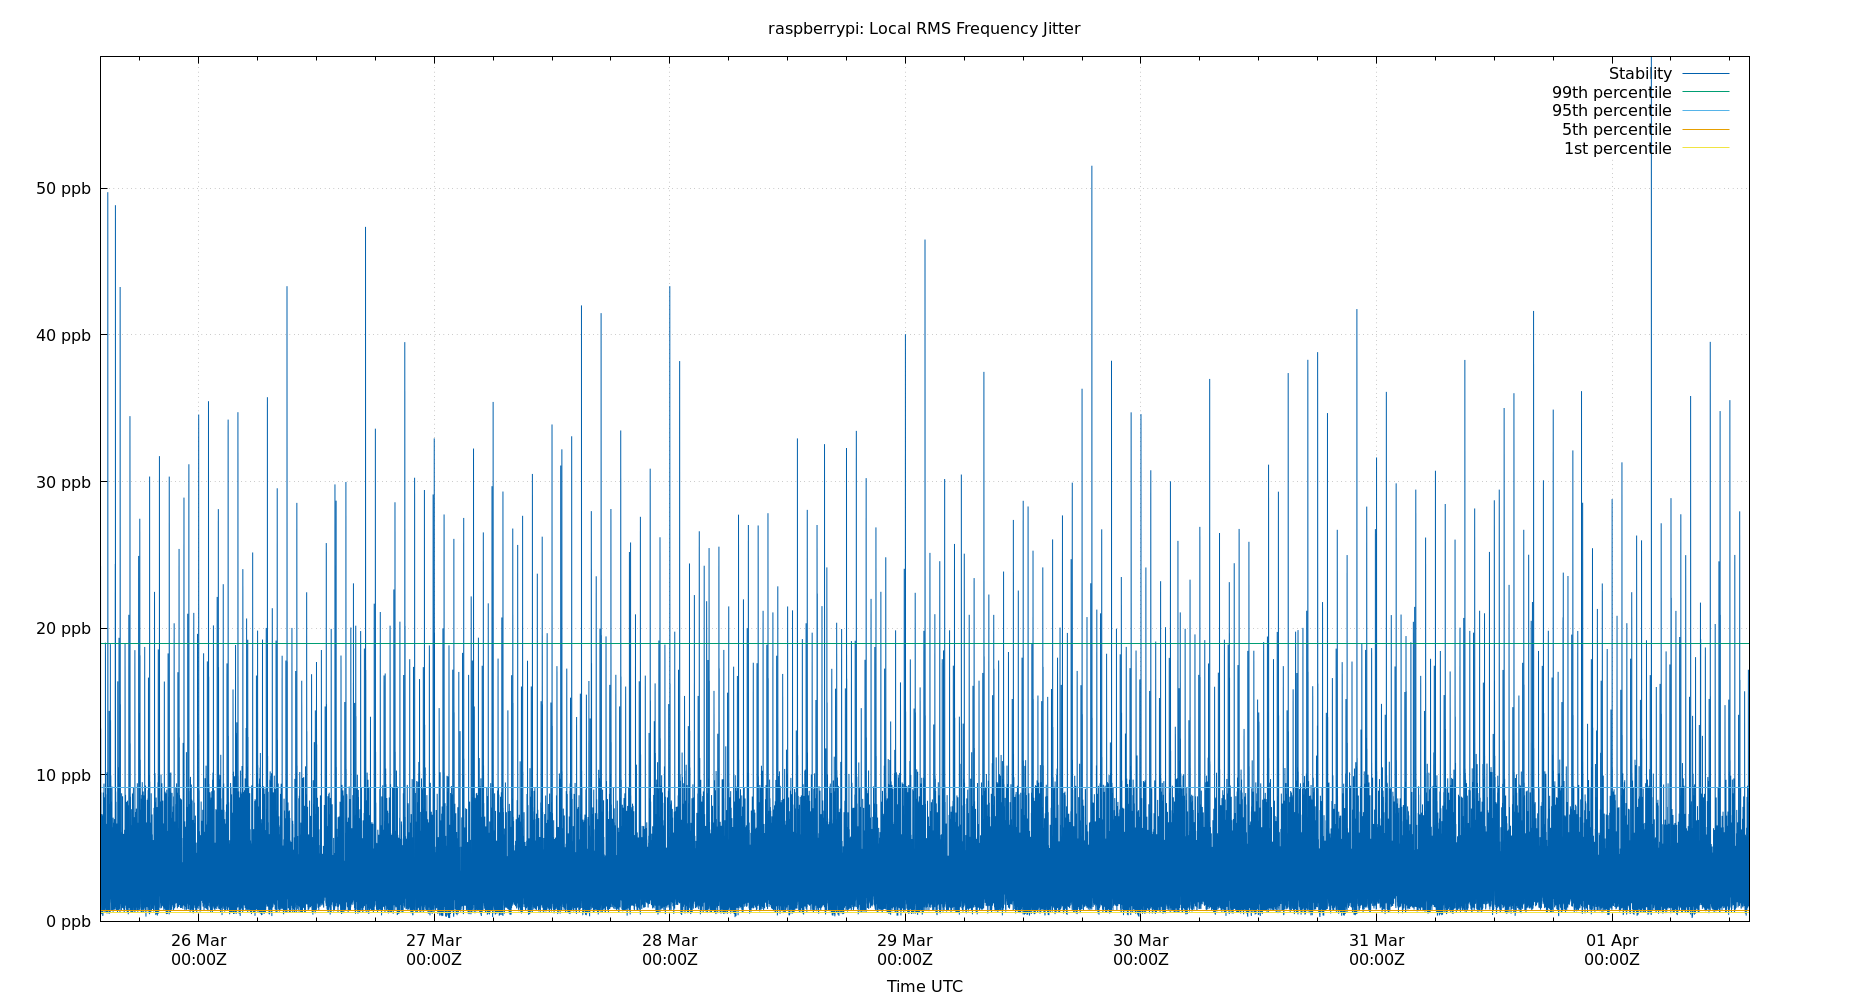 raspberrypi: Local RMS Frequency Jitter
Stability
99th percentile
95th percentile
5th percentile
1st percentile
50 ppb
40 ppb
30 ppb
20 ppb
10 ppb
0 ppb
26 Mar 27 Mar 28 Mar 29 Mar 30 Mar 31 Mar 01 Apr
00:00Z 00:00Z 00:00Z 00:00Z 00:00Z 00:00Z 00:00Z
Time UTC